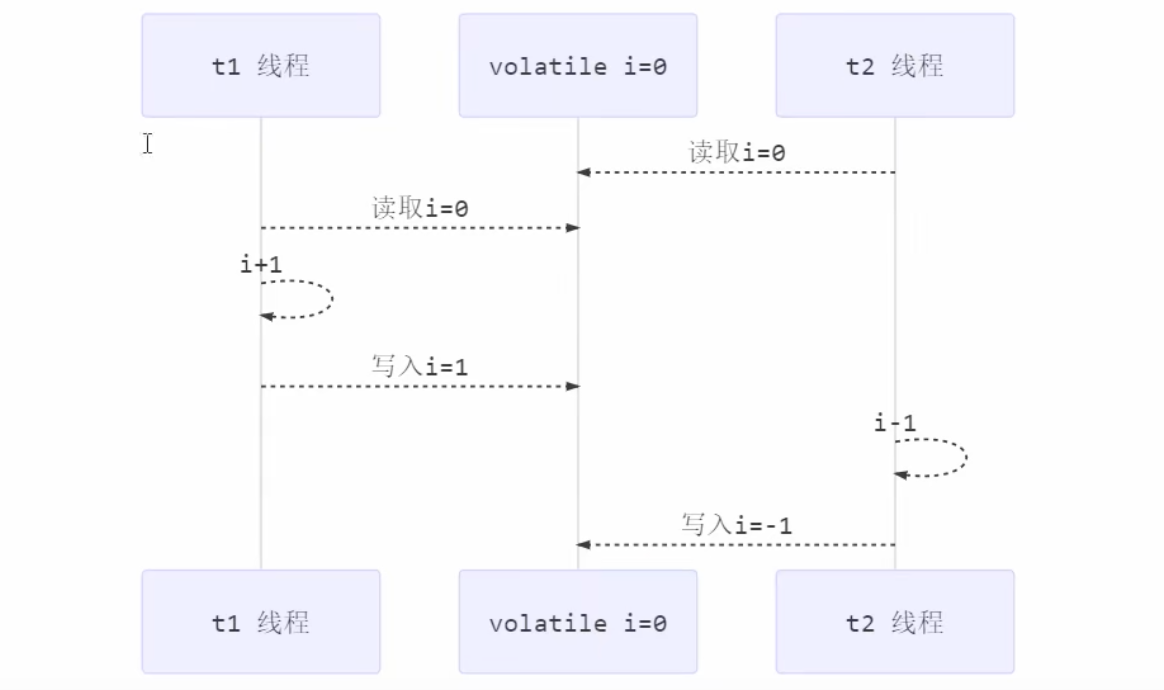 t1 线程
volatile i=0
t2 线程
读取i=0
读取i=0
i+1
写入i=1
i-1
写入i=-1
t1 线程
volatile i=0
t2 线程